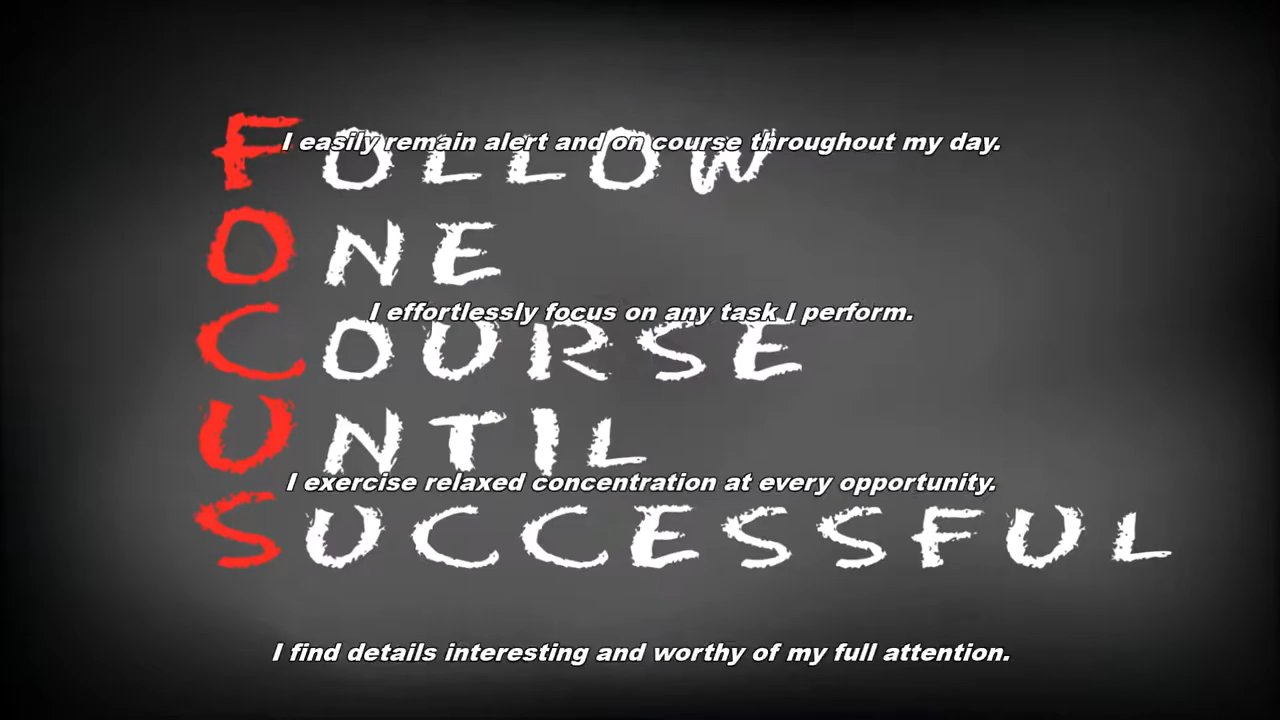 I easily remain alert and on course throughout my day.
FOLLOW
ONE
I effortlessly focus on any task I perform.
COURSE
UNTIL
I exercise relaxed concentration at every opportunity.
SUCCESSFUL
I find details interesting and worthy of my full attention.